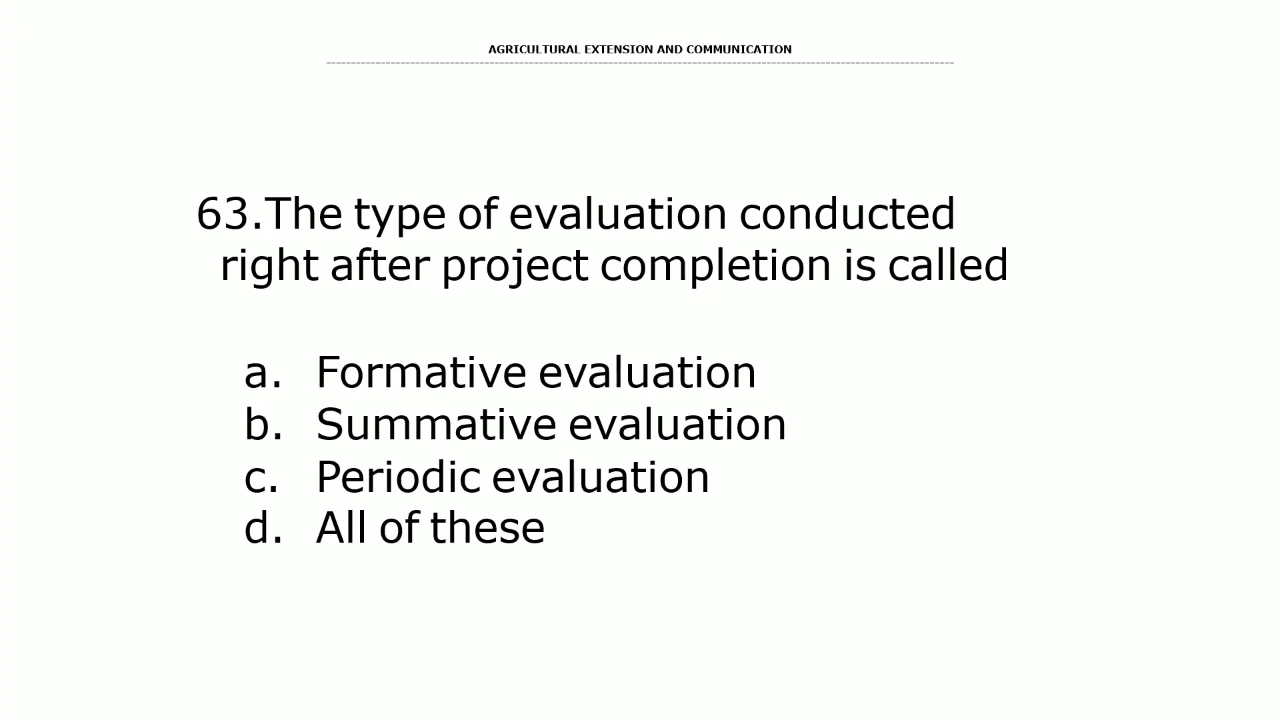 AGRICULTURAL EXTENSION AND COMMUNICATION
63.The type of evaluation conducted
right after project completion is called
a. Formative evaluation
b. Summative evaluation
c. Periodic evaluation
d. All of these